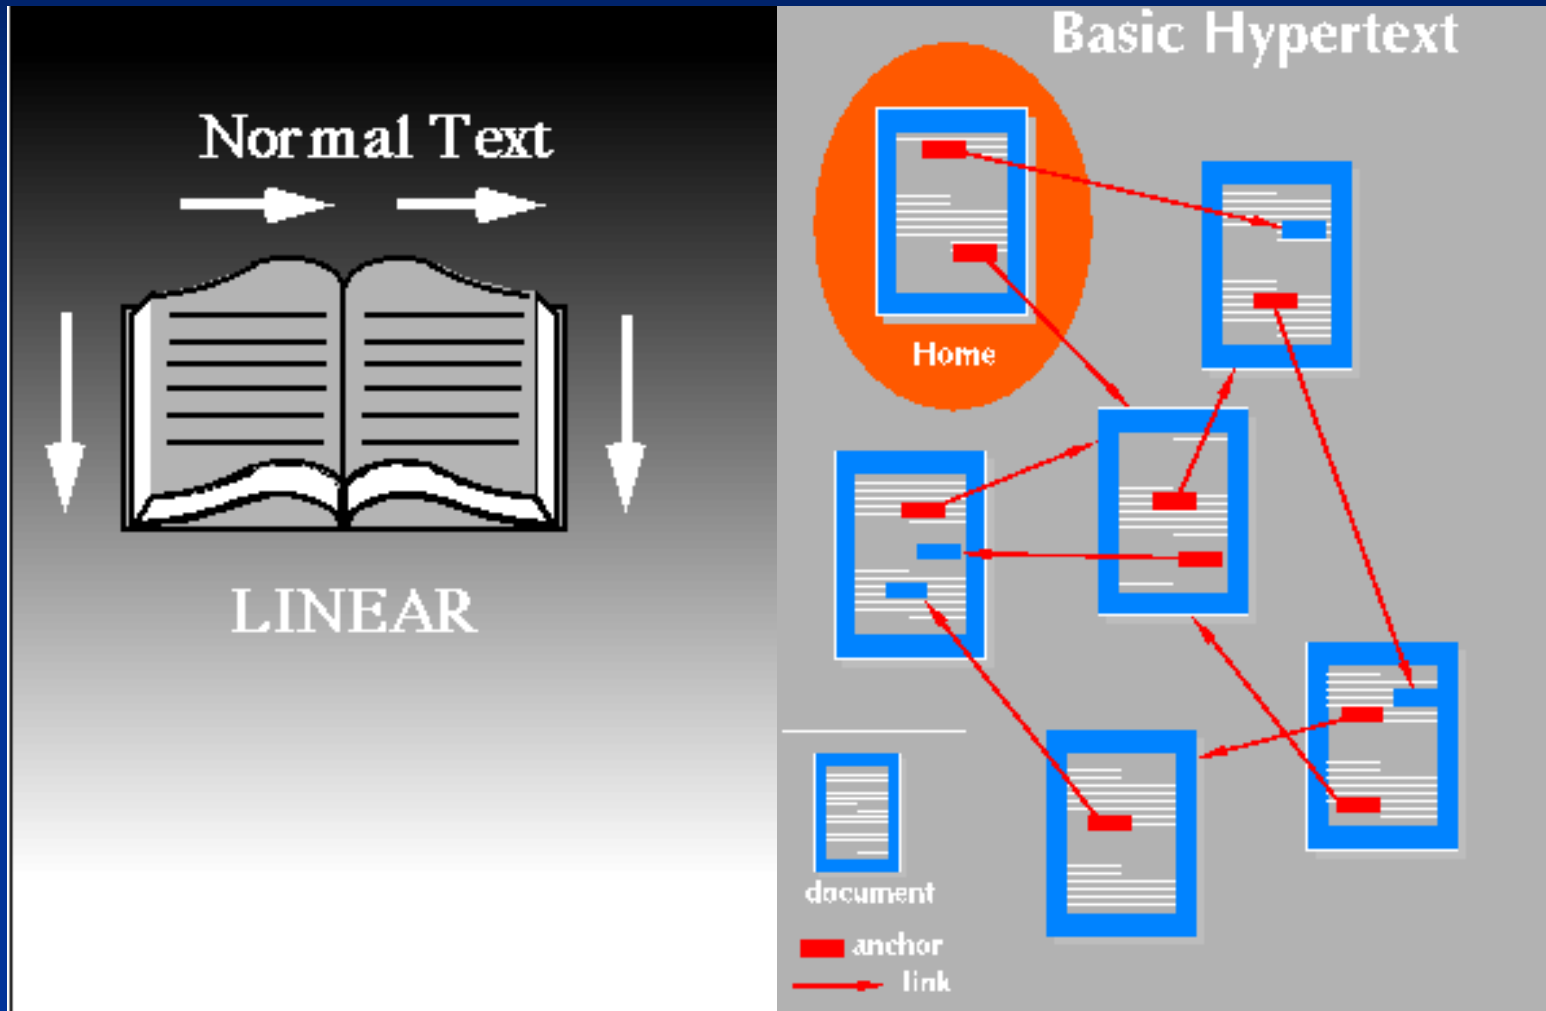 Normal Text
LINEAR
Basic Hypertext
Home
document
anchor
link